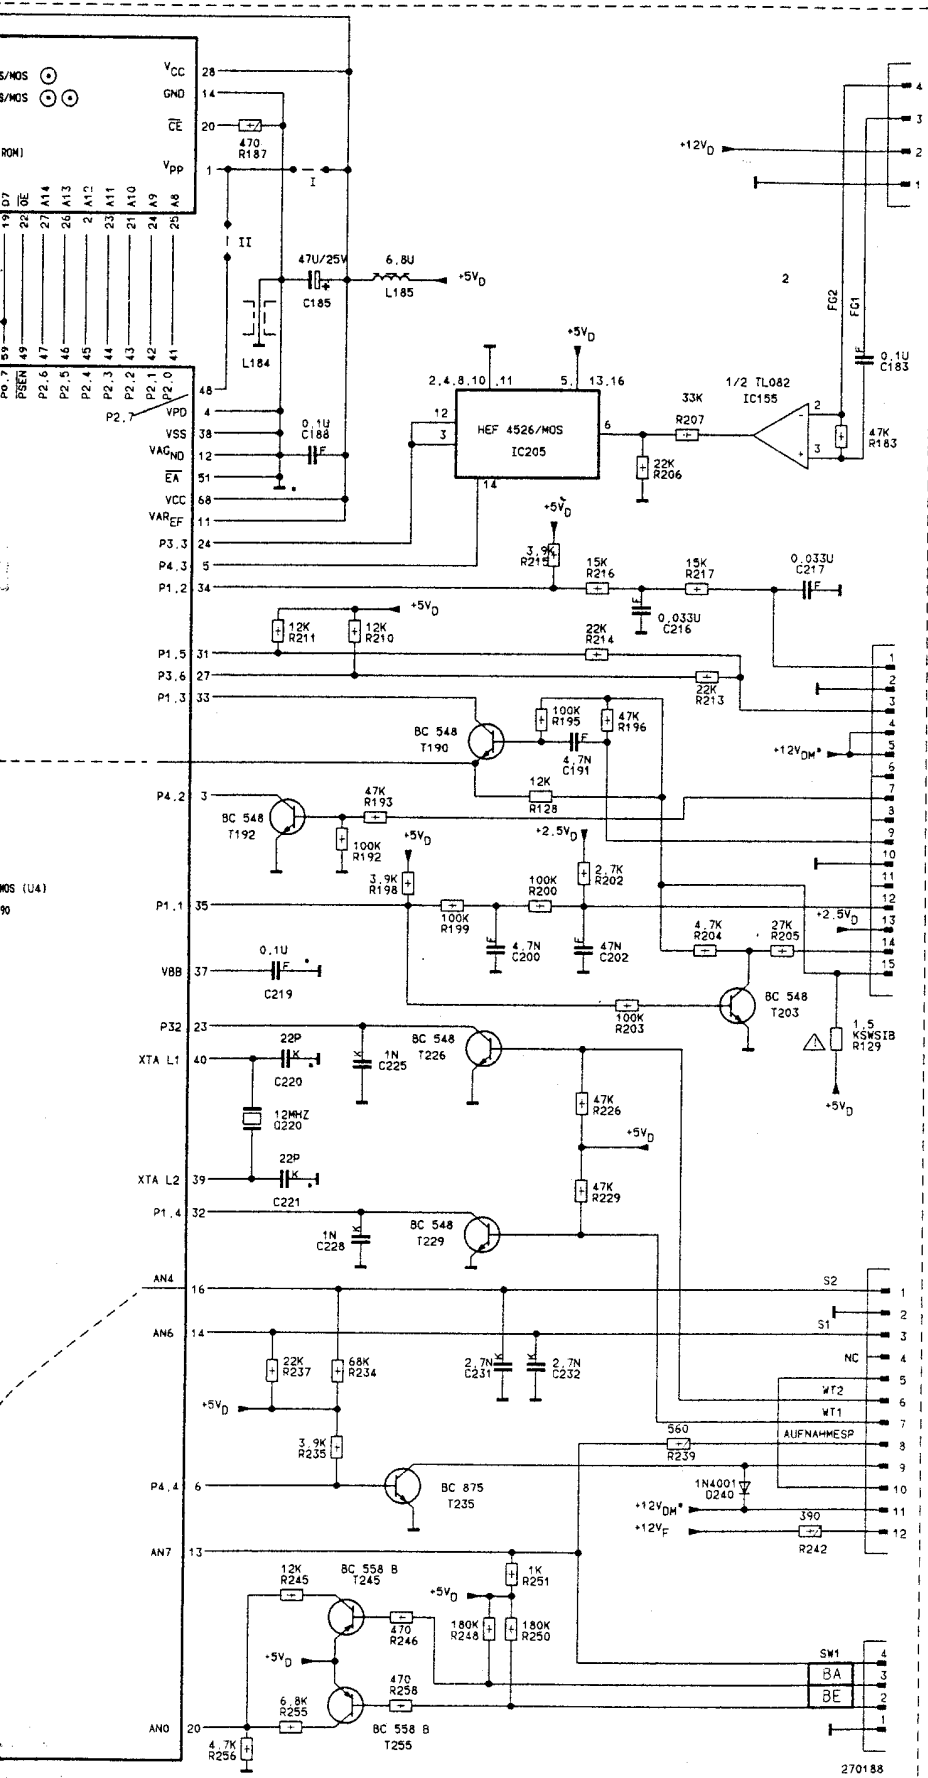 S/MOS
S/MOS
VCC 28
GND 14
CE 20
470
R187
ROM)
VPP 1
I
19 D7
22 OE
27 A14
26 A13
2 A12
23 A11
21 A10
24 A9
25 A8
II
47U/25V
C185
6,8U
L185
+5VD
L184
59 P0.7
49 PSEN
47 P2.6
46 P2.5
45 P2.4
44 P2.3
43 P2.2
42 P2.1
41 P2.0
48
P2.7
VPD 4
VSS 38
VAGND 12
0.1U
C188
EA 51
VCC 68
VAREF 11
P3.3 24
P4.3 5
P1.2 34
4
3
+12VD 2
1
2
FG2
FG1
0.1U
C183
+5VD
2,4,8,10,11
5, 13,16
12
3
HEF 4526/MOS
IC205
6
14
33K
R207
22K
R206
1/2 TL082
IC155
2
3
47K
R183
+5VD
3,9K
R215
15K
R216
15K
R217
0.033U
C217
0.033U
C216
+5VD
12K
R211
12K
R210
22K
R214
P1.5 31
P3.6 27
22K
R213
P1.3 33
BC 548
T190
100K
R195
47K
R196
4.7N
C191
12K
R128
1
2
3
4
5
6
7
8
9
10
11
12
13
14
15
+12VDM*
P4.2 3
BC 548
T192
47K
R193
100K
R192
+5VD
3.9K
R198
+2.5VD
2.7K
R202
MOS (U4)
90
P1.1 35
100K
R199
100K
R200
4.7N
C200
47N
C202
+2.5VD
4.7K
R204
27K
R205
VBB 37
0.1U
C219
BC 548
T203
100K
R203
1.5
KSWSIB
R129
+5VD
P32 23
BC 548
T226
1N
C225
XTA L1 40
22P
C220
12MHZ
Q220
47K
R226
+5VD
47K
R229
XTA L2 39
22P
C221
P1.4 32
1N
C228
BC 548
T229
AN4 16
S2 1
2
AN6 14
S1 3
22K
R237
68K
R234
2,7N
C231
2,7N
C232
NC 4
5
WT2 6
WT1 7
+5VD
3,9K
R235
560
R239
AUFNAHMESP 8
9
P4.4 6
BC 875
T235
1N4001
D240
10
+12VDM* 11
+12VF
390
R242
12
AN7 13
12K
R245
BC 558 B
T245
1K
R251
+5VD
470
R246
180K
R248
180K
R250
+5VD
470
R258
6,8K
R255
BC 558 B
T255
AN0 20
4.7K
R256
SW1 4
BA 3
BE 2
1
270188